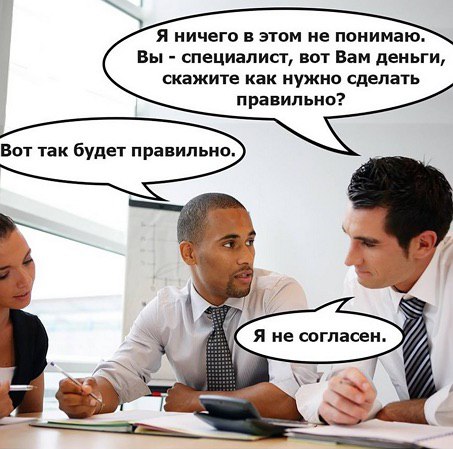 Я ничего в этом не понимаю.
Вы - специалист, вот Вам деньги,
скажите как нужно сделать
правильно?
Вот так будет правильно.
Я не согласен.